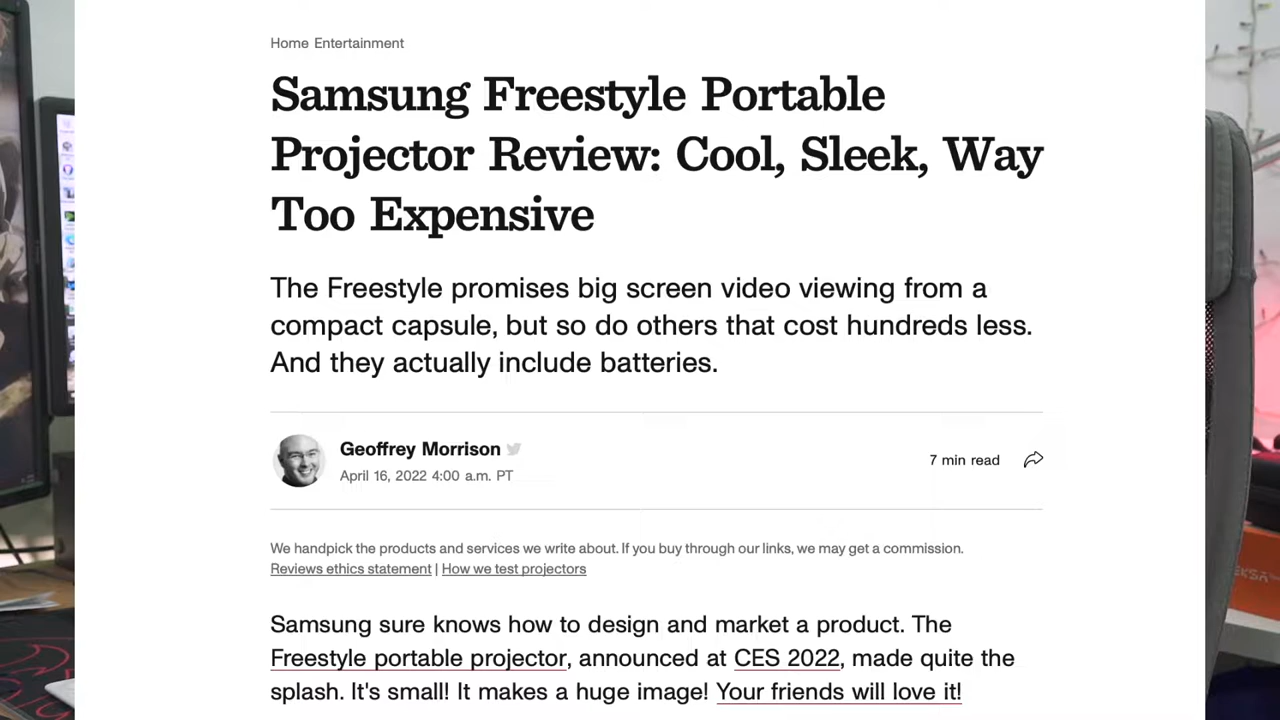 Home Entertainment
Samsung Freestyle Portable
Projector Review: Cool, Sleek, Way
Too Expensive
The Freestyle promises big screen video viewing from a
compact capsule, but so do others that cost hundreds less.
And they actually include batteries.
Geoffrey Morrison
April 16, 2022 4:00 a.m. PT
7 min read
We handpick the products and services we write about. If you buy through our links, we may get a commission.
Reviews ethics statement | How we test projectors
Samsung sure knows how to design and market a product. The
Freestyle portable projector, announced at CES 2022, made quite the
splash. It's small! It makes a huge image! Your friends will love it!